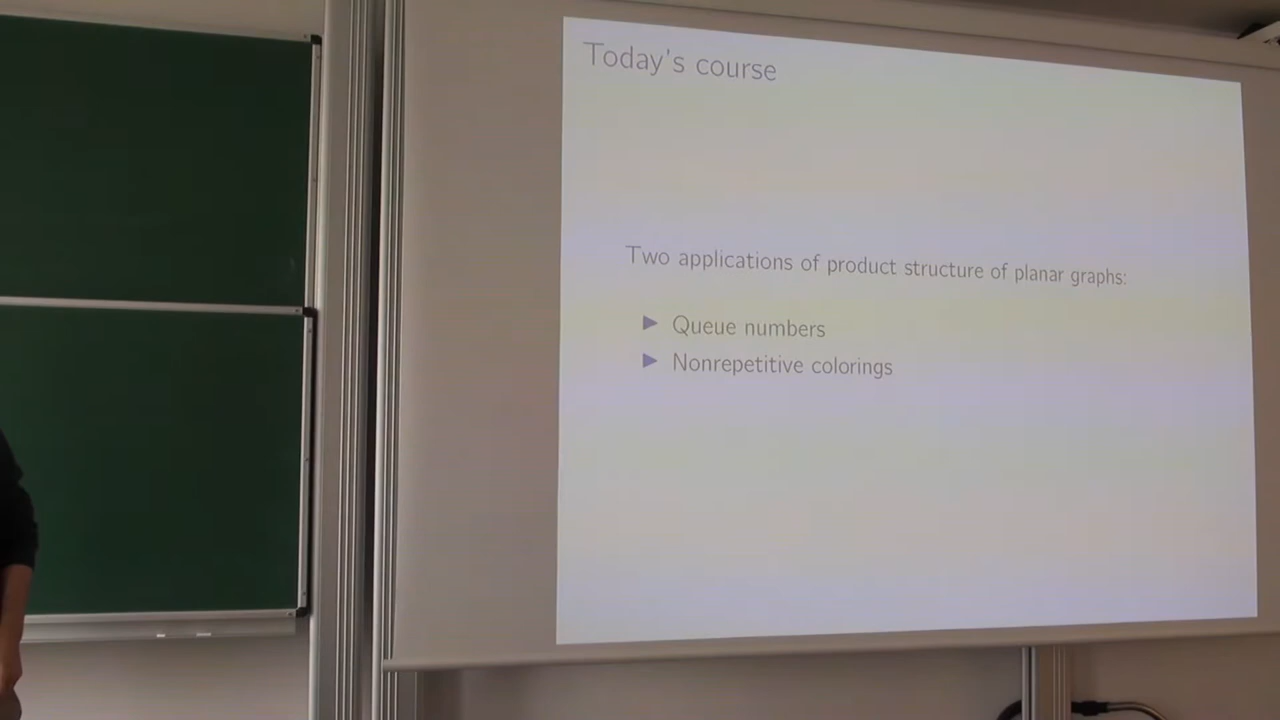 Today's course
Two applications of product structure of planar graphs:
▶ Queue numbers
▶ Nonrepetitive colorings